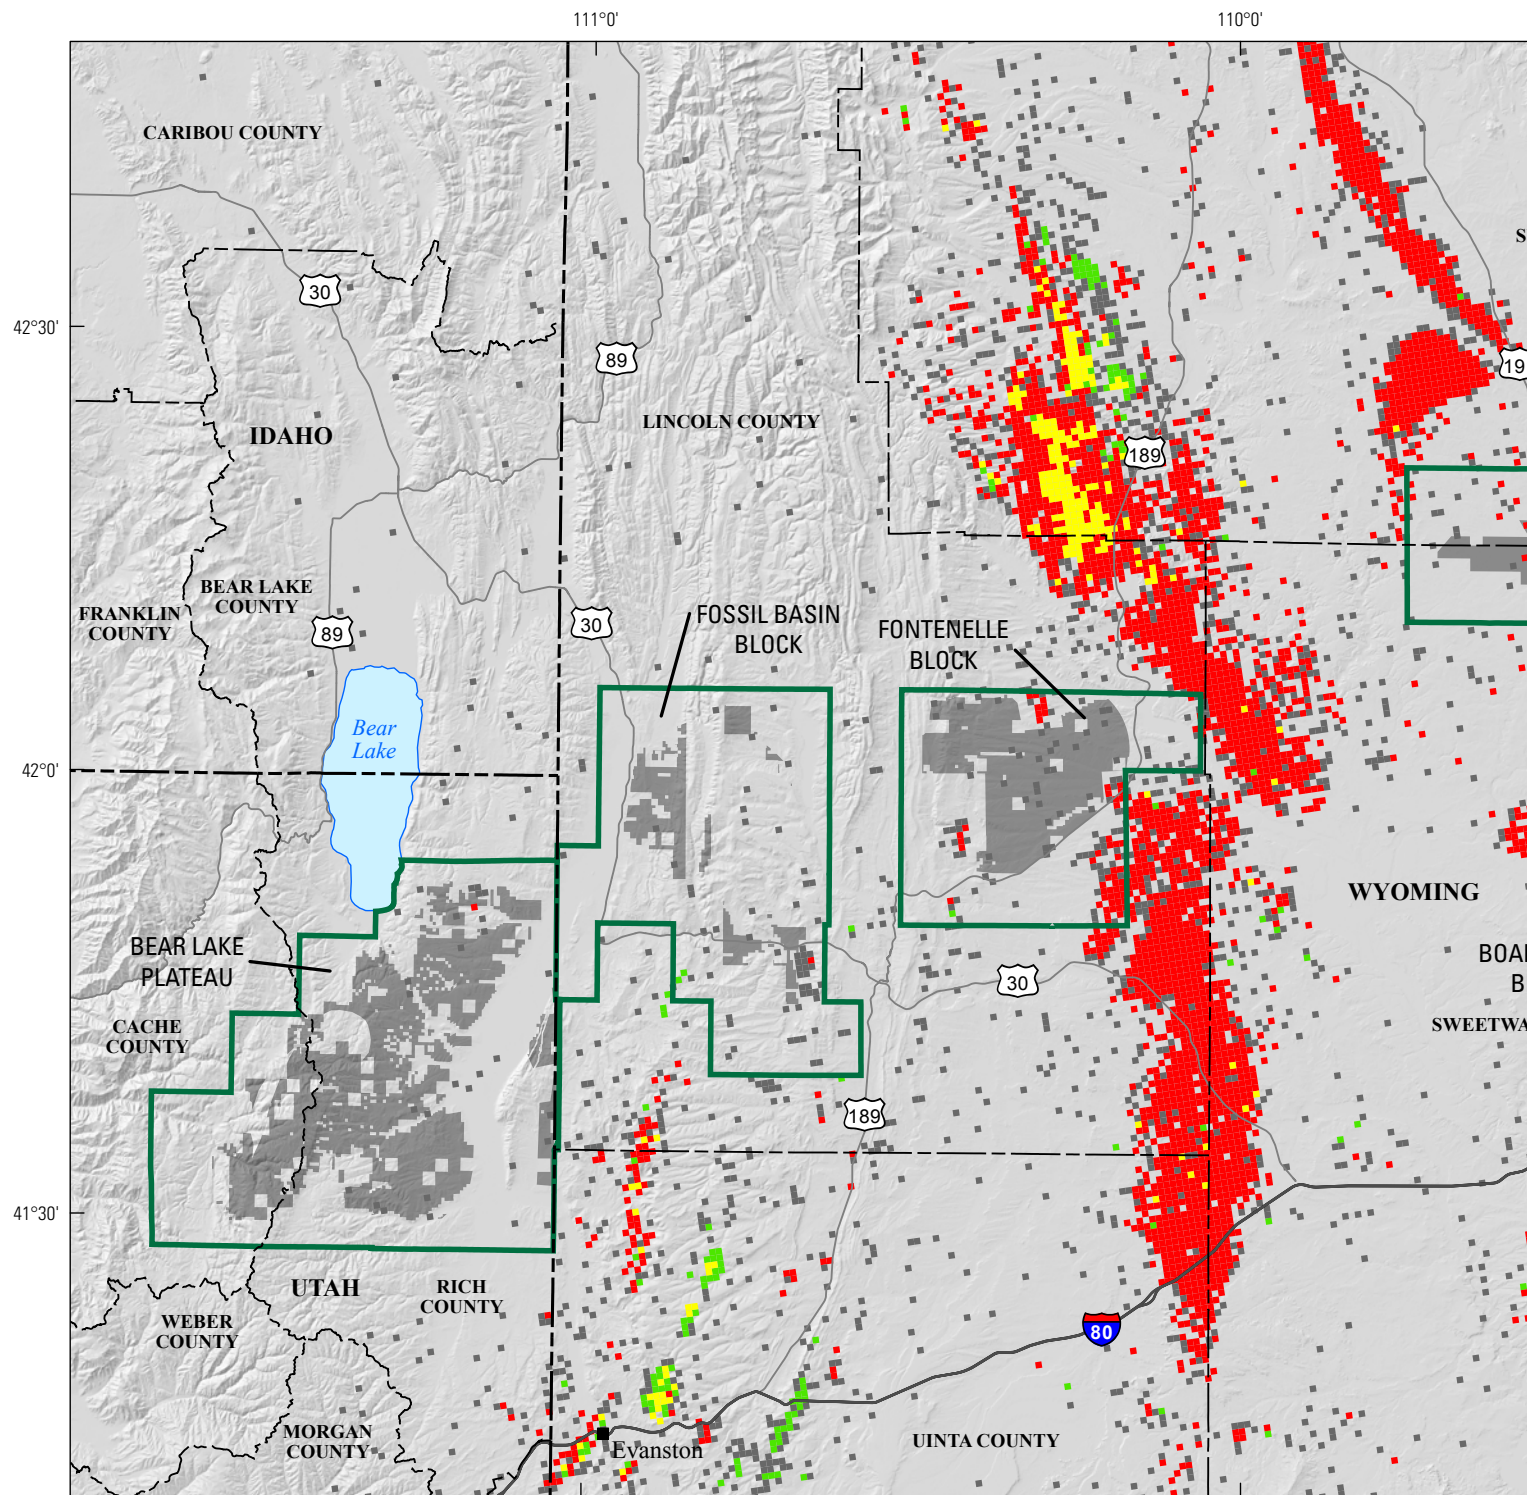 111°0'
110°0'
CARIBOU COUNTY
30
42°30'
89
19
LINCOLN COUNTY
IDAHO
189
BEAR LAKE
COUNTY
FRANKLIN
COUNTY
89
30
FOSSIL BASIN
BLOCK
FONTENELLE
BLOCK
Bear
Lake
42°0'
WYOMING
BEAR LAKE
PLATEAU
30
CACHE
COUNTY
189
41°30'
UTAH
RICH
COUNTY
WEBER
COUNTY
80
MORGAN
COUNTY
Evanston
UINTA COUNTY